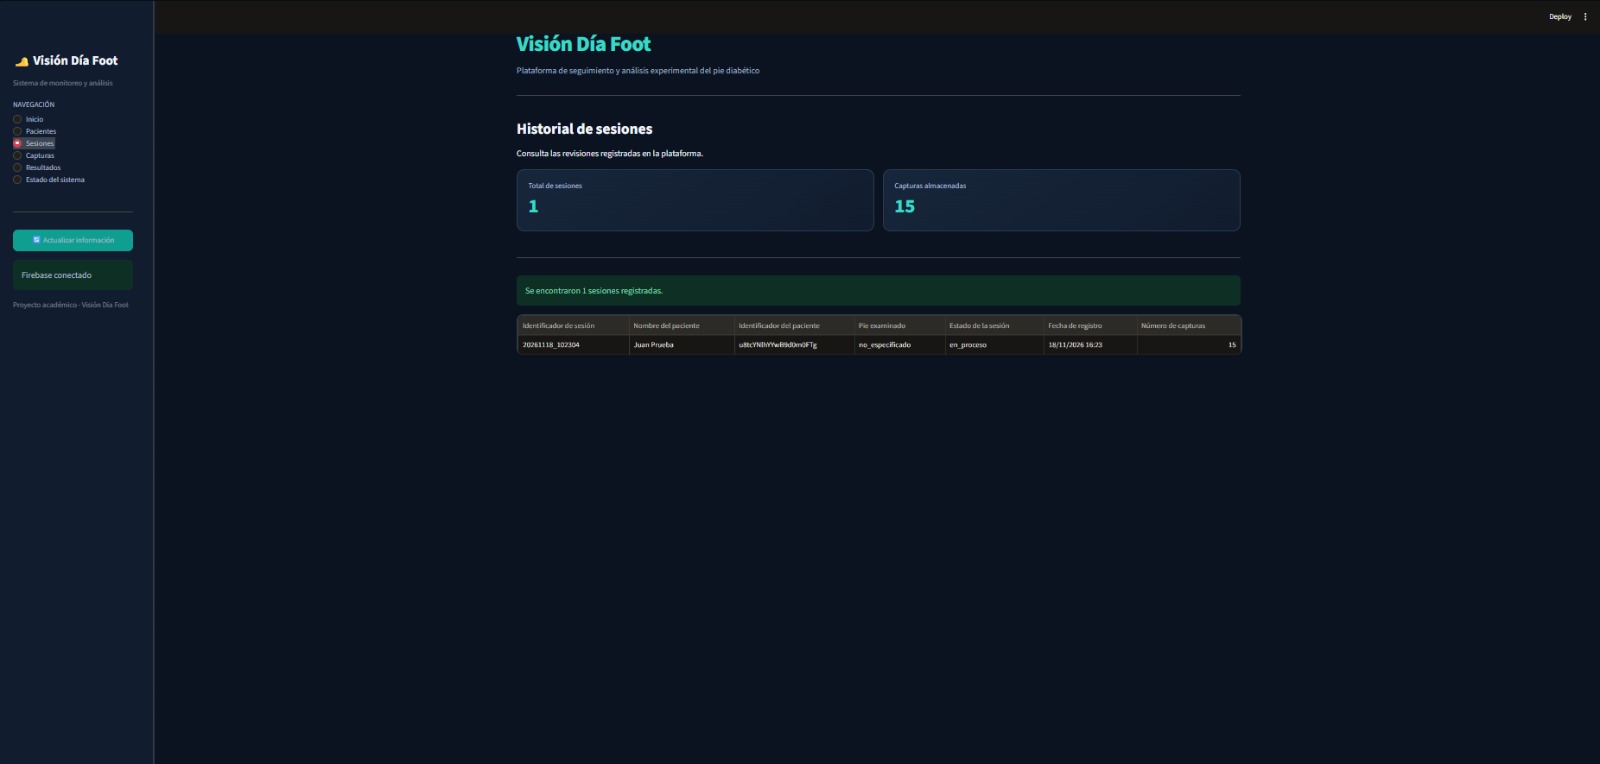 Deploy
Visión Día Foot
Sistema de monitoreo y análisis
NAVEGACIÓN
Inicio
Pacientes
Sesiones
Capturas
Resultados
Estado del sistema
Actualizar información
Firebase conectado
Proyecto académico - Visión Día Foot
Visión Día Foot
Plataforma de seguimiento y análisis experimental del pie diabético
Historial de sesiones
Consulta las revisiones registradas en la plataforma.
Total de sesiones
1
Capturas almacenadas
15
Se encontraron 1 sesiones registradas.
Identificador de sesión Nombre del paciente Identificador del paciente Pie examinado Estado de la sesión Fecha de registro Número de capturas
20261118_102304 Juan Prueba no_especificado en_proceso 18/11/2026 16:23 15